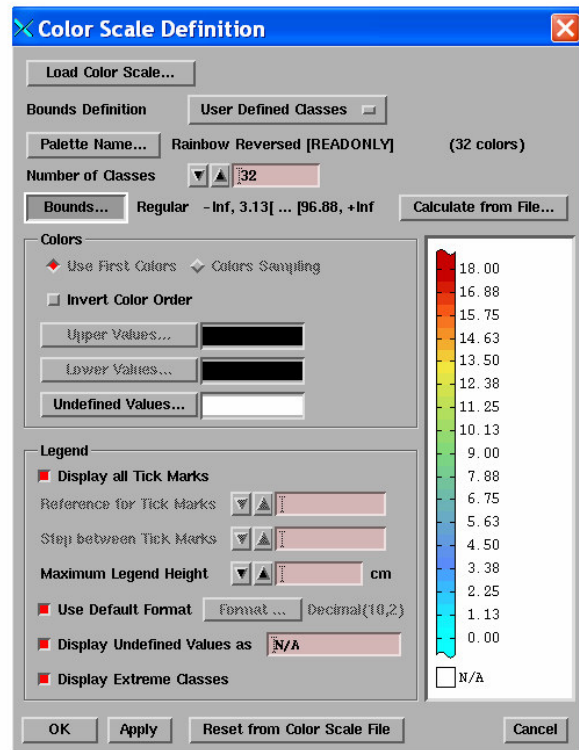 Color Scale Definition
Load Color Scale...
Bounds Definition User Defined Classes
Palette Name... Rainbow Reversed [READONLY] (32 colors)
Number of Classes 32
Bounds... Regular -Inf, 3.13[ ... [96.88, +Inf Calculate from File...
Colors
Use First Colors Colors Sampling
Invert Color Order
Upper Values...
Lower Values...
Undefined Values...
Legend
Display all Tick Marks
Reference for Tick Marks
Step between Tick Marks
Maximum Legend Height cm
Use Default Format Format ... Decimal(10,2)
Display Undefined Values as N/A
Display Extreme Classes
18.00
16.88
15.75
14.63
13.50
12.38
11.25
10.13
9.00
7.88
6.75
5.63
4.50
3.38
2.25
1.13
0.00
N/A
OK Apply Reset from Color Scale File Cancel